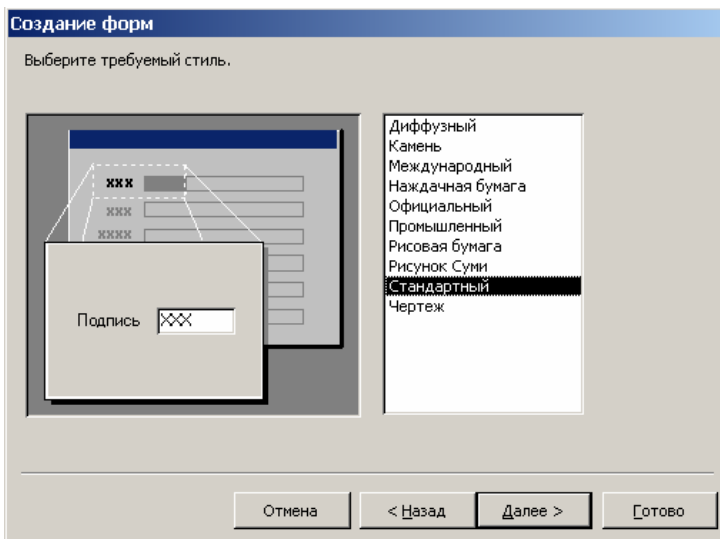 Создание форм
Выберите требуемый стиль.
xxx
xxx
xxxx
Подпись XXX
Диффузный
Камень
Международный
Наждачная бумага
Официальный
Промышленный
Рисовая бумага
Рисунок Суми
Стандартный
Чертеж
Отмена
< Назад
Далее >
Готово